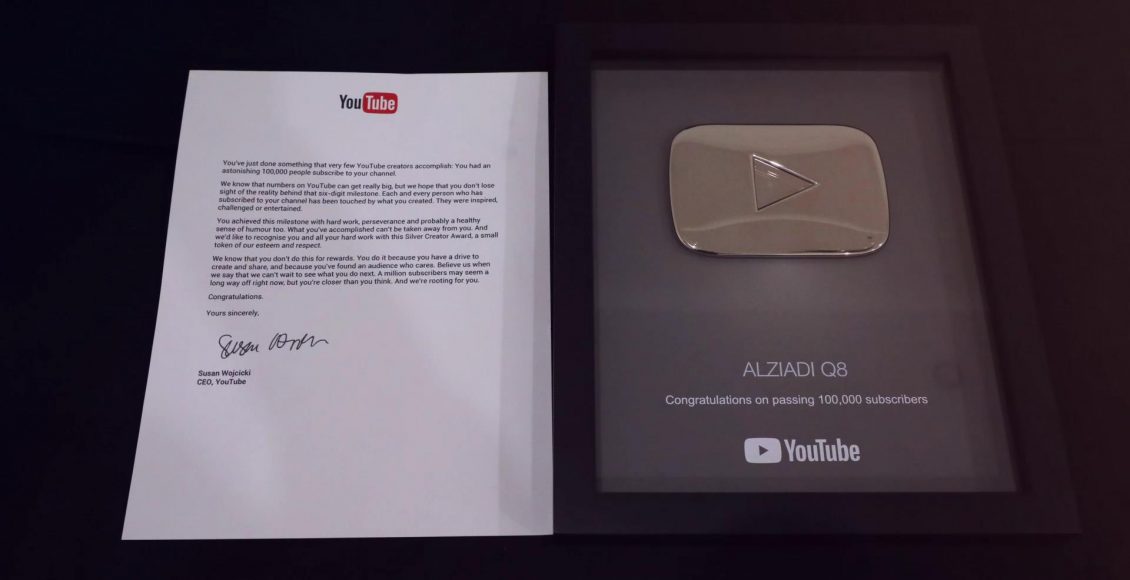 YouTube
You've just done something that very few YouTube creators accomplish: You had an
astonishing 100,000 people subscribe to your channel.
We know that numbers on YouTube can get really big, but we hope that you don't lose
sight of the reality behind that six-digit milestone. Each and every person who has
subscribed to your channel has been touched by what you created. They were inspired,
challenged or entertained.
You achieved this milestone with hard work, perseverance and probably a healthy
sense of humour too. What you've accomplished can't be taken away from you. And
we'd like to recognise you and all your hard work with this Silver Creator Award, a small
token of our esteem and respect.
We know that you don't do this for rewards. You do it because you have a drive to
create and share, and because you've found an audience who cares. Believe us when
we say that we can't wait to see what you do next. A million subscribers may seem a
long way off right now, but you're closer than you think. And we're rooting for you.
Congratulations.
Yours sincerely,
Susan Wojcicki
CEO, YouTube
ALZIADI Q8
Congratulations on passing 100,000 subscribers
YouTube